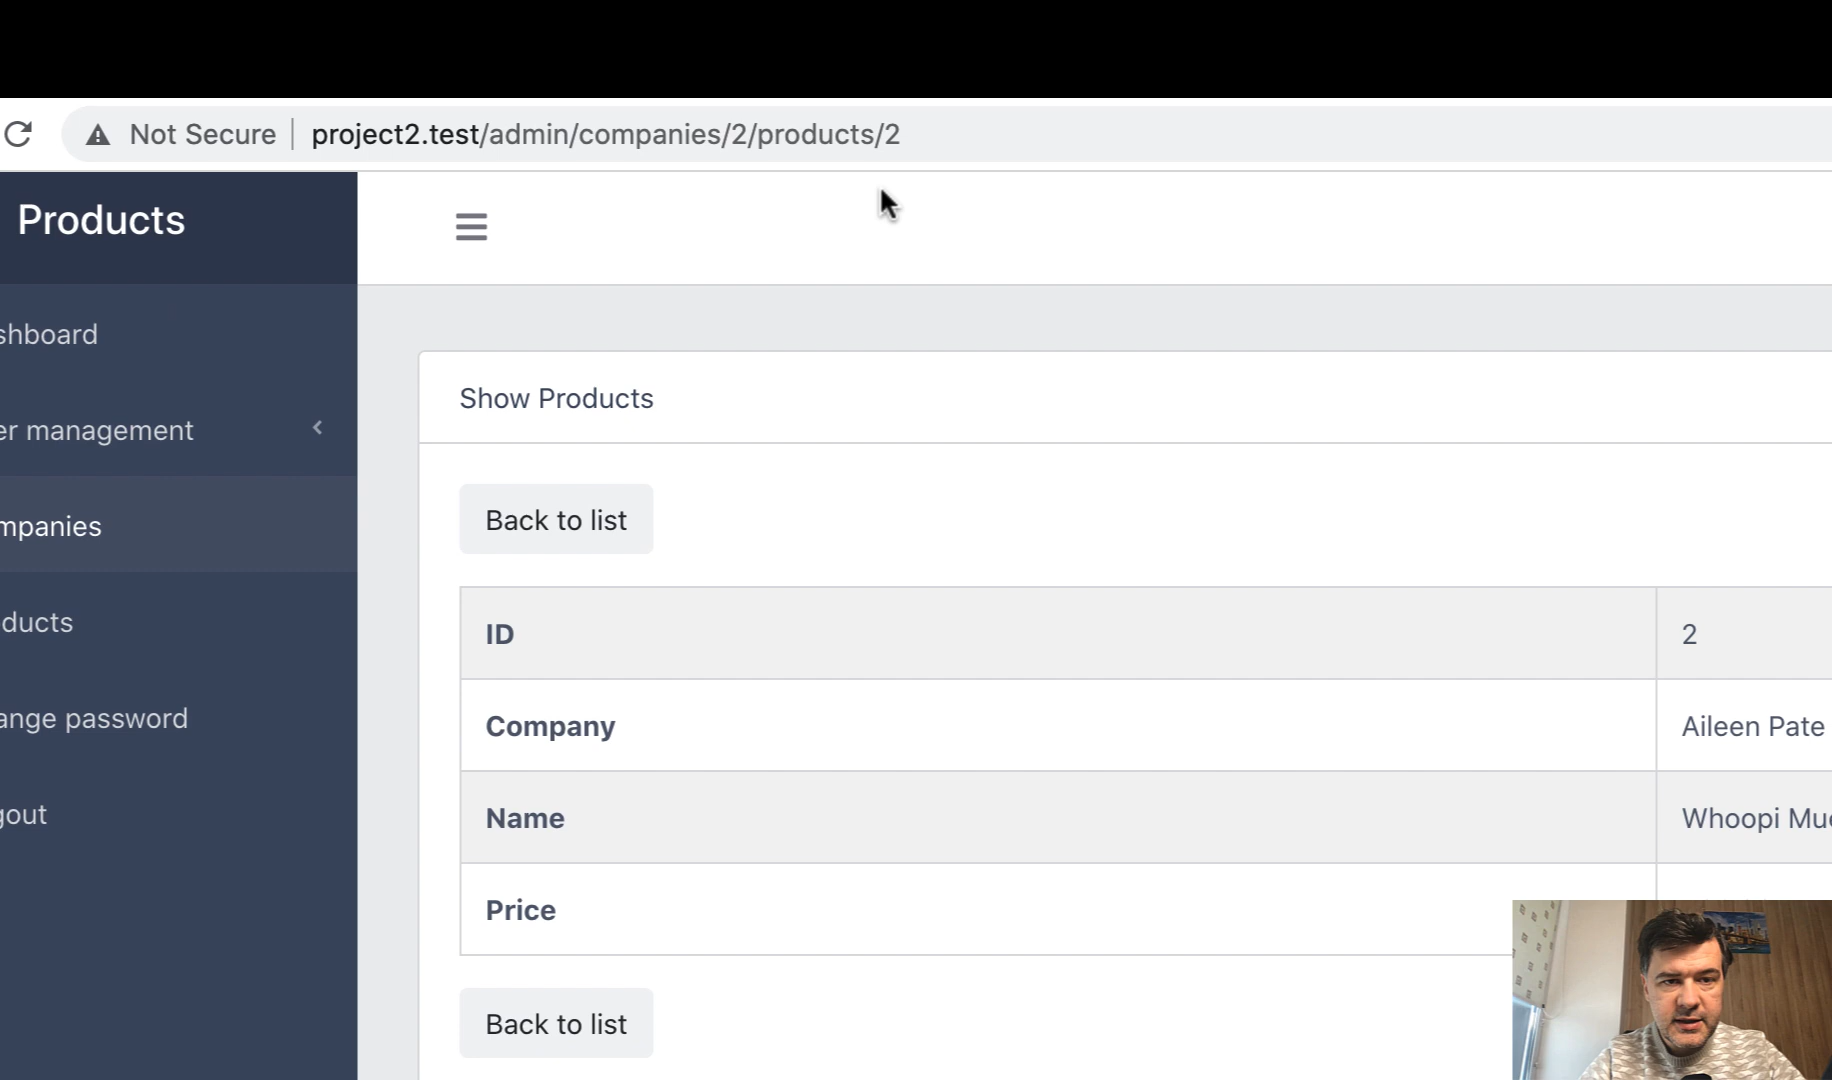 Not Secure project2.test/admin/companies/2/products/2
Products
shboard
er management
mpanies
ducts
ange password
gout
Show Products
Back to list
ID 2
Company Aileen Pate
Name Whoopi Mu
Price
Back to list